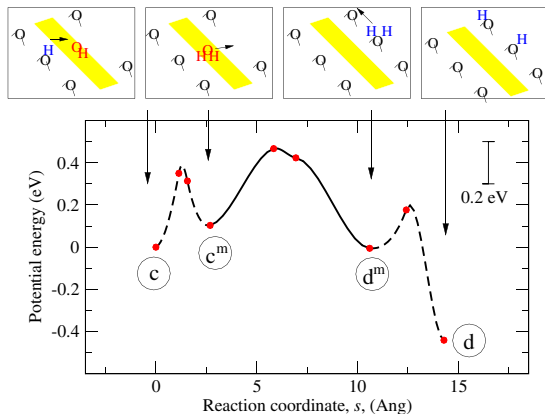 O O O O
H O H O O H H O H O O H H O O O H O
O O O O O O O O
0.4
0.2 eV
0.2
0
c
c^m
d^m
-0.2
-0.4
d
Potential energy (eV)
0 5 10 15
Reaction coordinate, s, (Ang)